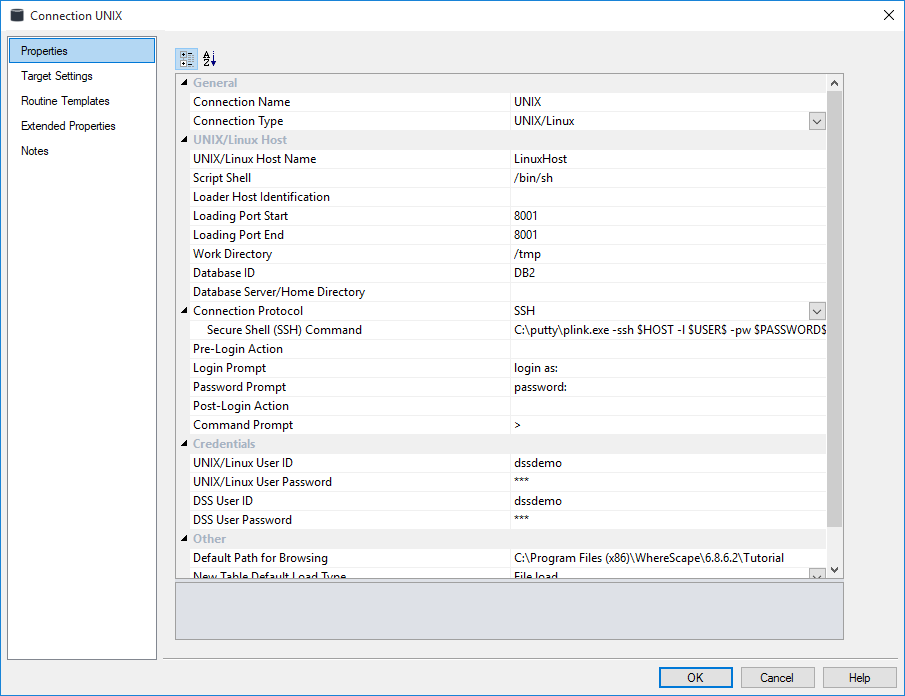 Connection UNIX
Properties
Target Settings
Routine Templates
Extended Properties
Notes
General
Connection Name UNIX
Connection Type UNIX/Linux
UNIX/Linux Host
UNIX/Linux Host Name LinuxHost
Script Shell /bin/sh
Loader Host Identification
Loading Port Start 8001
Loading Port End 8001
Work Directory /tmp
Database ID DB2
Database Server/Home Directory
Connection Protocol SSH
Secure Shell (SSH) Command C:\putty\plink.exe -ssh $HOST -l $USER$ -pw $PASSWORD$
Pre-Login Action
Login Prompt login as:
Password Prompt password:
Post-Login Action
Command Prompt >
Credentials
UNIX/Linux User ID dssdemo
UNIX/Linux User Password ***
DSS User ID dssdemo
DSS User Password ***
Other
Default Path for Browsing C:\Program Files (x86)\WhereScape\6.8.6.2\Tutorial
New Table Default Load Type File load
OK Cancel Help